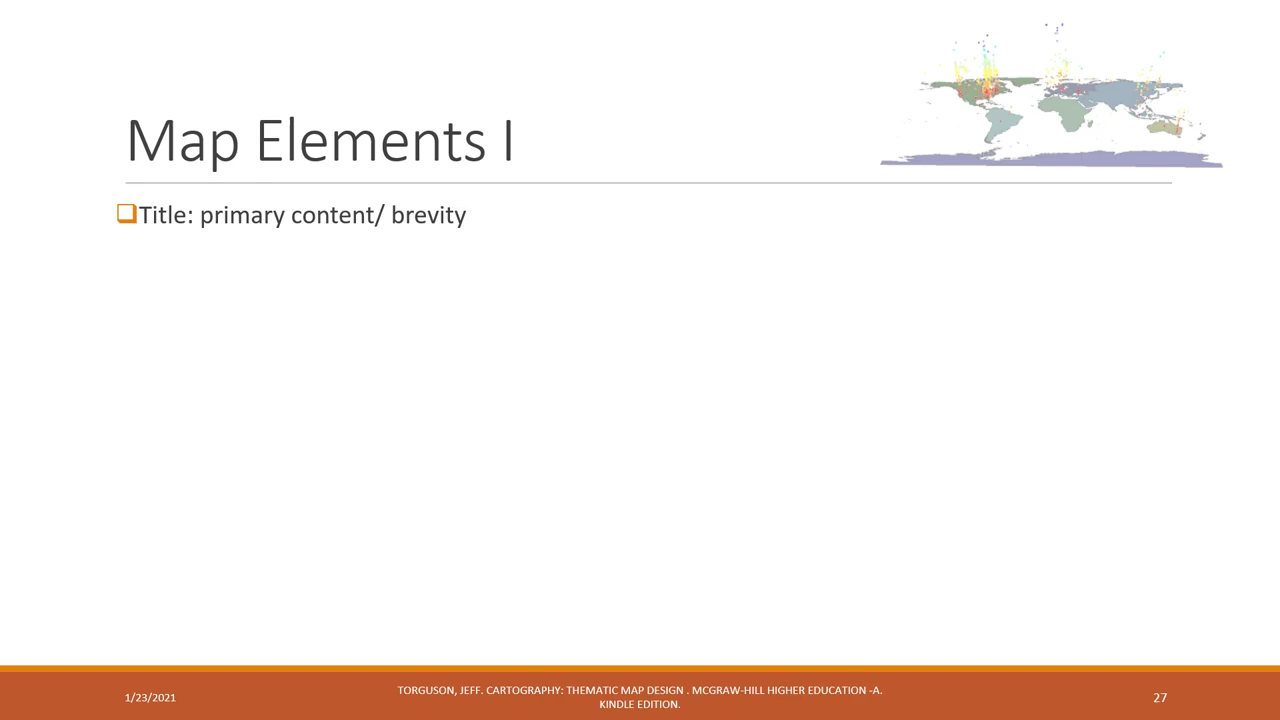 Map Elements I
Title: primary content/ brevity
1/23/2021
TORGUSON, JEFF. CARTOGRAPHY: THEMATIC MAP DESIGN . MCGRAW-HILL HIGHER EDUCATION -A.
KINDLE EDITION.
27